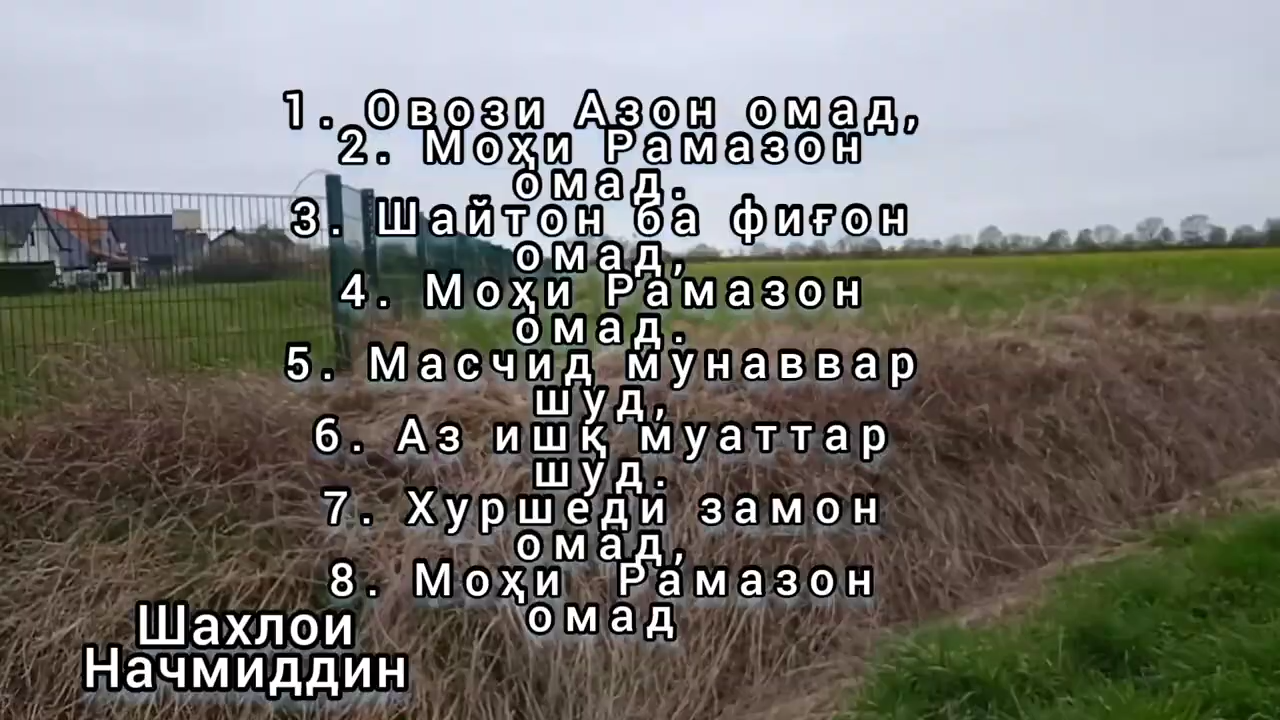 1. Овози Азон омад,
2. Моҳи Рамазон
омад.
3. Шайтон ба фиғон
омад,
4. Моҳи Рамазон
омад.
5. Масчид мунаввар
шуд,
6. Аз ишқ муаттар
шуд.
7. Хуршеди замон
омад,
8. Моҳи Рамазон
омад
Шахлои
Начмиддин